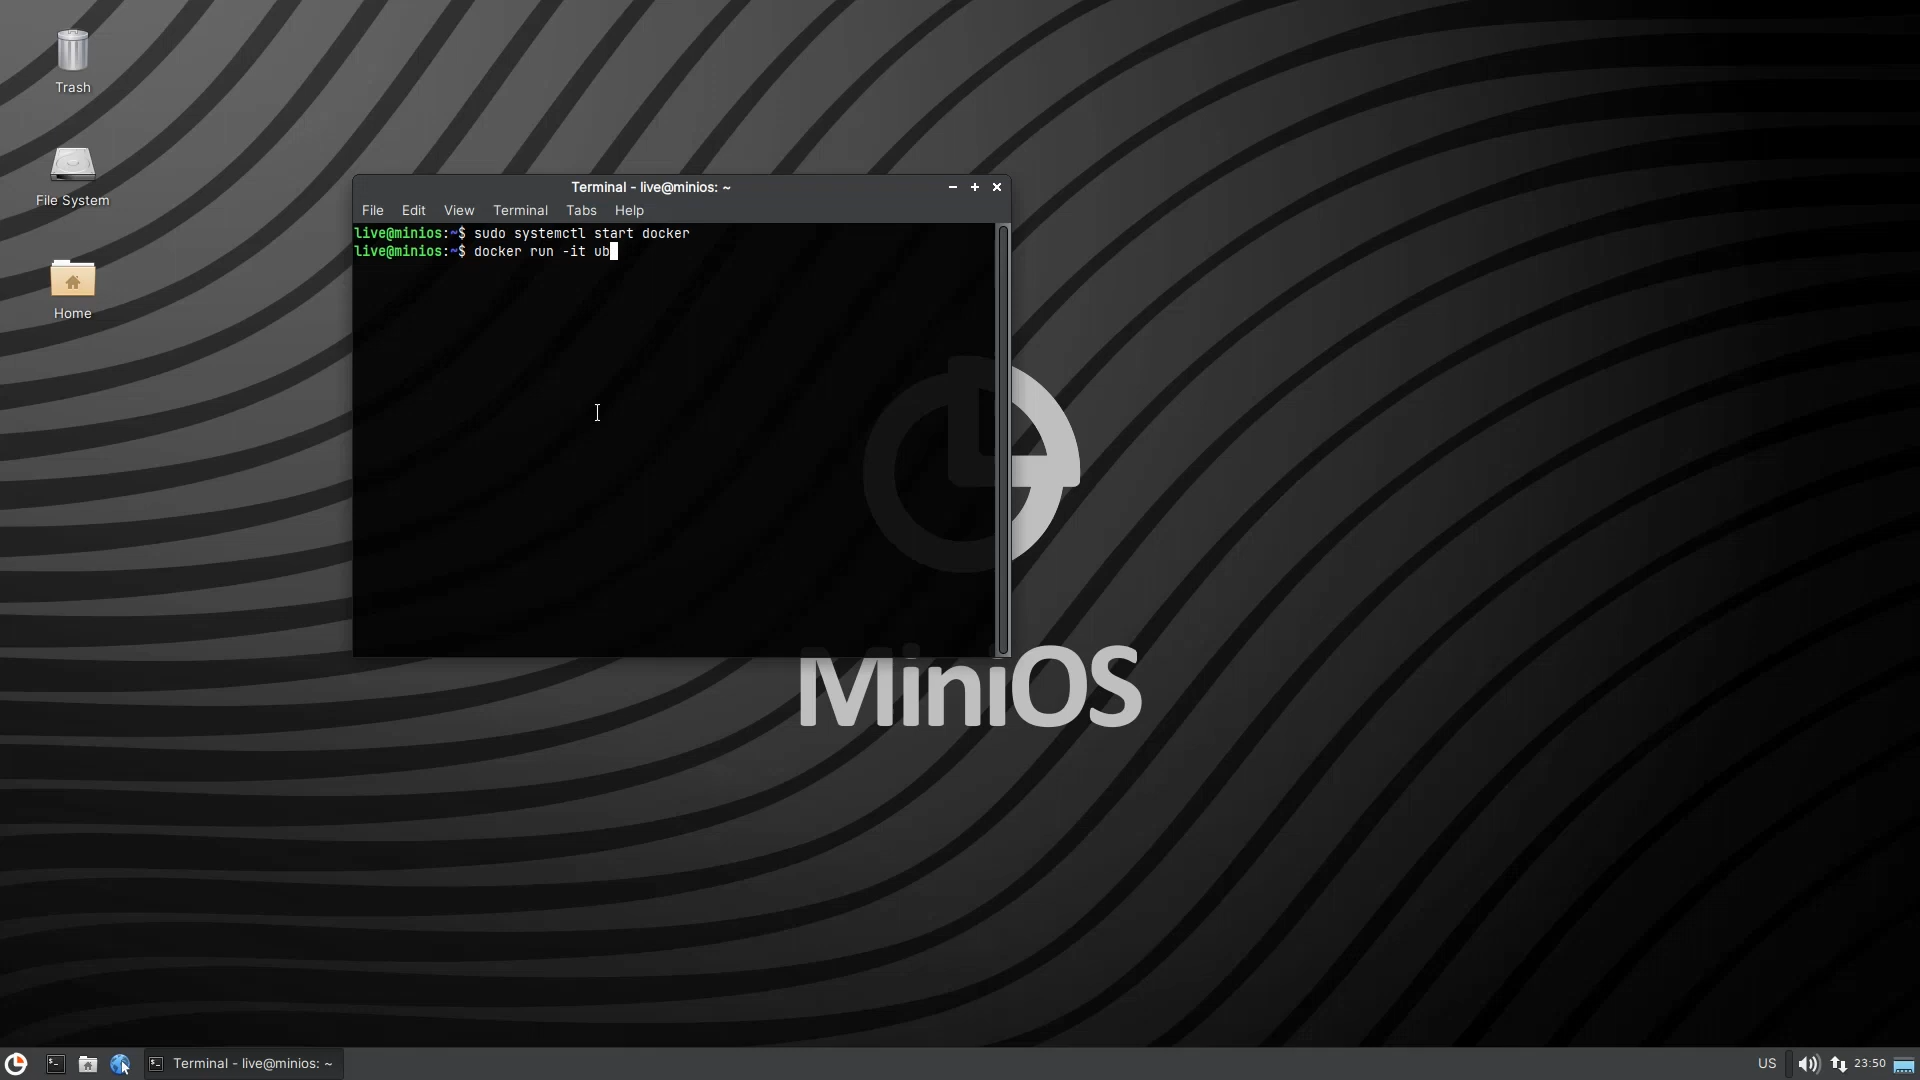 Trash
File System
Home
Terminal - live@minios: ~
File Edit View Terminal Tabs Help
live@minios:~$ sudo systemctl start docker
live@minios:~$ docker run -it ub
MiniOS
Terminal - live@minios: ~
US 23:50